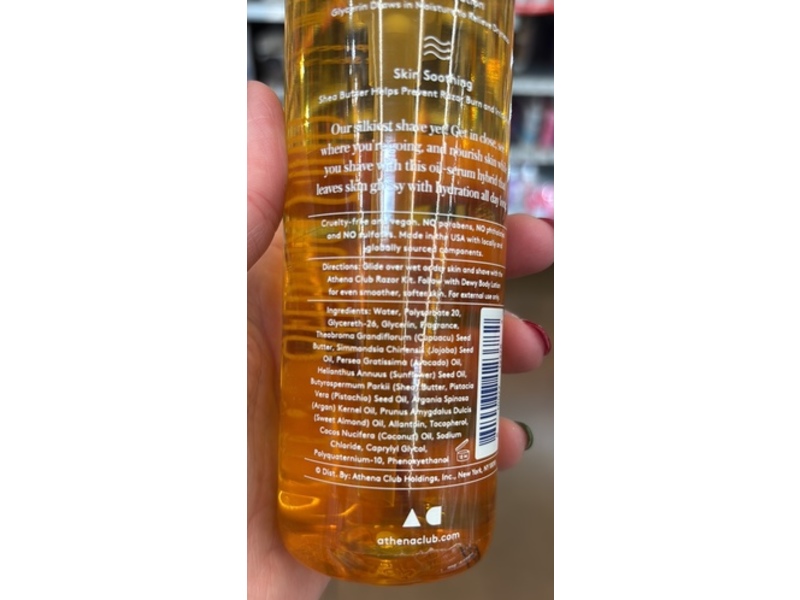 Glycerin Draws in Moisture to Relieve
Skin Soothing
Shea Butter Helps Prevent Razor Burn and
Our silkiest shave yet! Get in close,
where you're going, and nourish skin
you shave with this oil-serum hybrid
leaves skin glossy with hydration all day
Cruelty-free and vegan. NO parabens, NO phthalates
and NO sulfates. Made in the USA with locally and
globally sourced components.
Directions: Glide over wet or dry skin and shave with the
Athena Club Razor Kit. Follow with Dewy Body Lotion
for even smoother, softer skin. For external use only.
Ingredients: Water, Polysorbate 20,
Glycereth-26, Glycerin, Fragrance,
Theobroma Grandiflorum (Cupuacu) Seed
Butter, Simmondsia Chinensis (Jojoba) Seed
Oil, Persea Gratissima (Avocado) Oil,
Helianthus Annuus (Sunflower) Seed Oil,
Butyrospermum Parkii (Shea) Butter, Pistacia
Vera (Pistachio) Seed Oil, Argania Spinosa
(Argan) Kernel Oil, Prunus Amygdalus Dulcis
(Sweet Almond) Oil, Allantoin, Tocopherol,
Cocos Nucifera (Coconut) Oil, Sodium
Chloride, Caprylyl Glycol,
Polyquaternium-10, Phenoxyethanol
© Dist. By: Athena Club Holdings, Inc., New York, NY
athenaclub.com